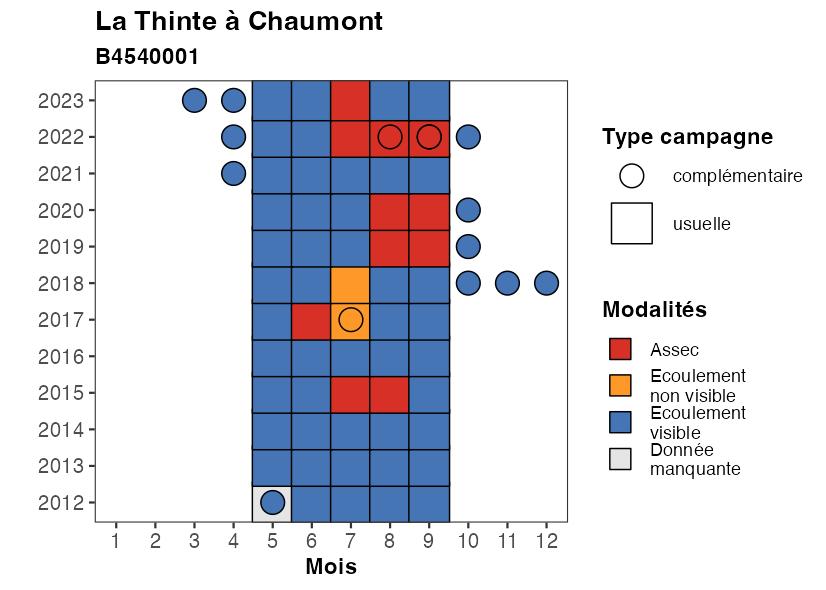 La Thinte à Chaumont
B4540001
2023
2022
2021
2020
2019
2018
2017
2016
2015
2014
2013
2012
1 2 3 4 5 6 7 8 9 10 11 12
Mois
Type campagne
complémentaire
usuelle
Modalités
Assec
Ecoulement
non visible
Ecoulement
visible
Donnée
manquante